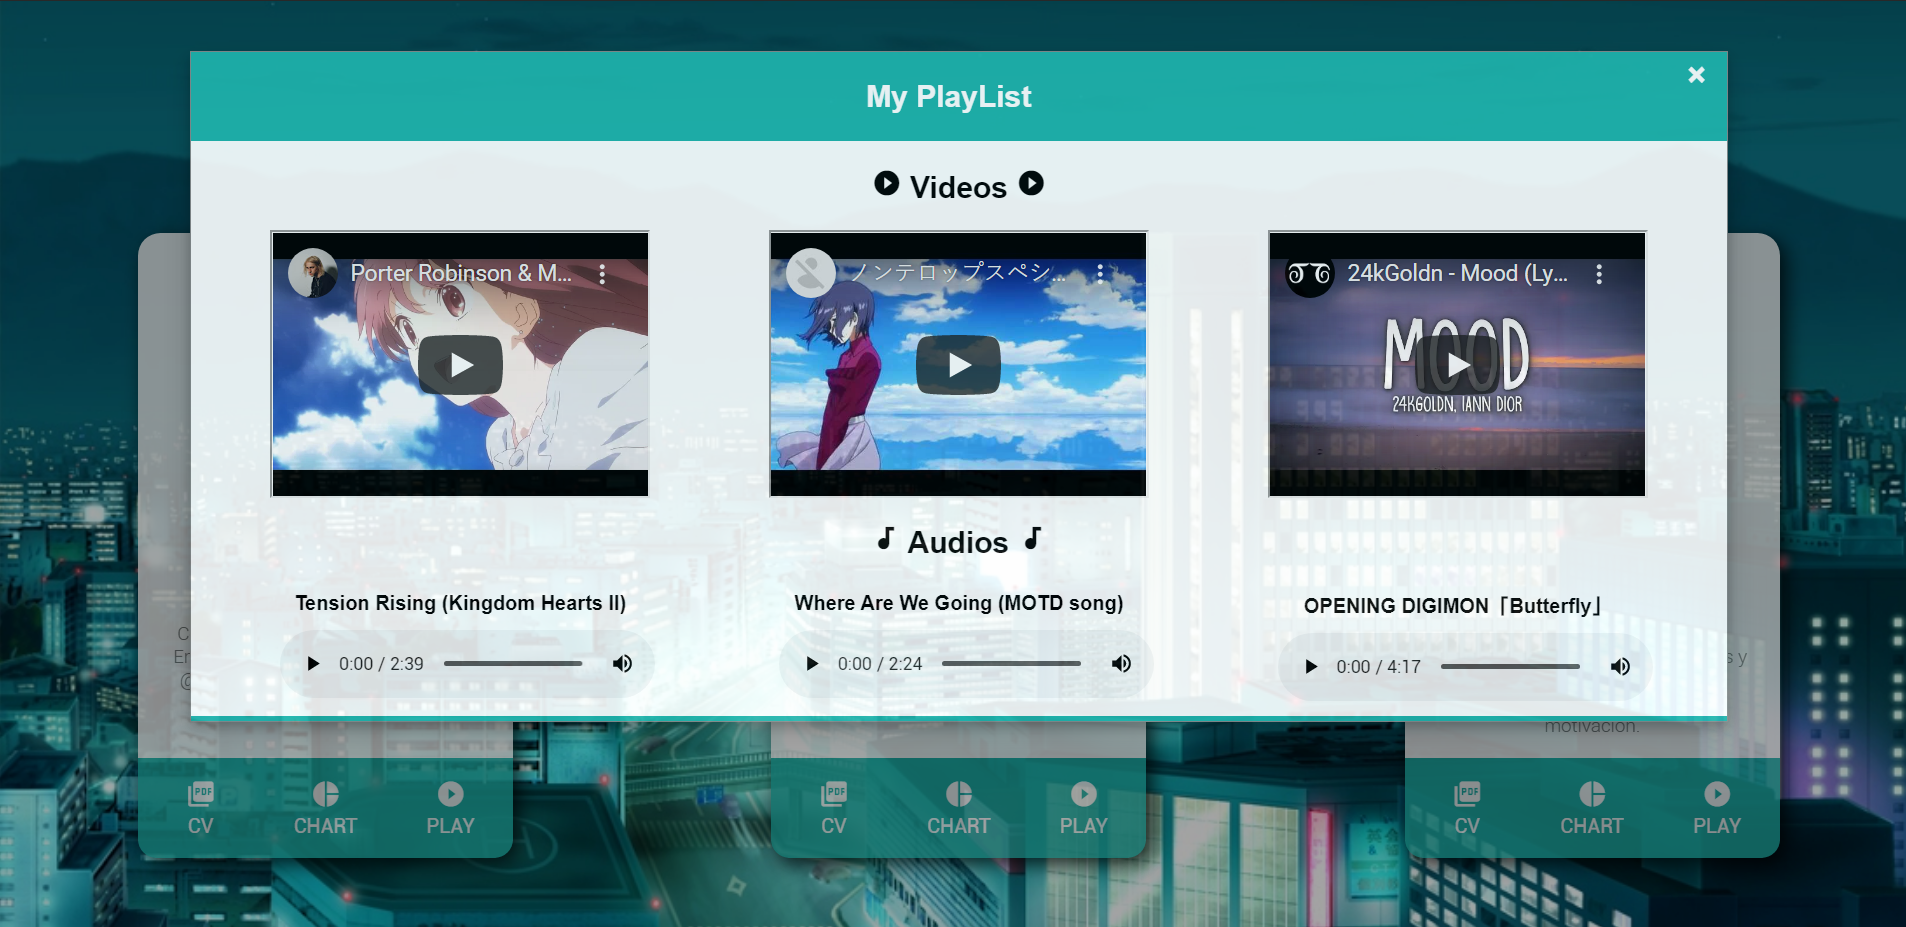 My PlayList
Videos
Porter Robinson & M...
ノンテロップスペシ...
24kGoldn - Mood (Ly...
MOOD
24KGOLDN, IANN DIOR
Audios
Tension Rising (Kingdom Hearts II)
Where Are We Going (MOTD song)
OPENING DIGIMON「Butterfly」
0:00 / 2:39
0:00 / 2:24
0:00 / 4:17
C
Er
@
s y
motivación.
PDF
CV
CHART
PLAY
PDF
CV
CHART
PLAY
PDF
CV
CHART
PLAY